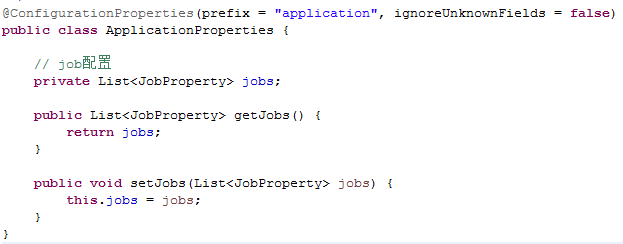 @ConfigurationProperties(prefix = "application", ignoreUnknownFields = false)
public class ApplicationProperties {
// job配置
private List<JobProperty> jobs;
public List<JobProperty> getJobs() {
return jobs;
}
public void setJobs(List<JobProperty> jobs) {
this.jobs = jobs;
}
}